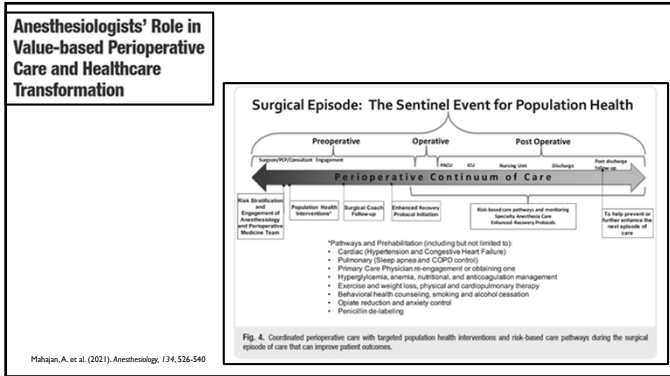 Anesthesiologists' Role in
Value-based Perioperative
Care and Healthcare
Transformation
Surgical Episode: The Sentinel Event for Population Health
Preoperative
Operative
Post Operative
Surgeon/PCP/Consultant Engagement
PACU
ICU
Nursing Unit
Discharge
Post discharge
follow-up
Perioperative Continuum of Care
Risk Stratification
and
Engagement of
Anesthesiology
and Perioperative
Medicine Team
Population Health
Interventions*
Surgical Coach
Follow-up
Enhanced Recovery
Protocol Initiation
Risk-based care pathways and monitoring
Specialty Anesthesia Care
Enhanced Recovery Protocols
To help prevent or
further enhance the
next episode of
care
*Pathways and Prehabilitation (including but not limited to):
• Cardiac (Hypertension and Congestive Heart Failure)
• Pulmonary (Sleep apnea and COPD control)
• Primary Care Physician re-engagement or obtaining one
• Hyperglycemia, anemia, nutritional, and anticoagulation management
• Exercise and weight loss, physical and cardiopulmonary therapy
• Behavioral health counseling, smoking and alcohol cessation
• Opiate reduction and anxiety control
• Penicillin de-labeling
Fig. 4. Coordinated perioperative care with targeted population health interventions and risk-based care pathways during the surgical
episode of care that can improve patient outcomes.
Mahajan, A. et al. (2021). Anesthesiology, 134, 526-540